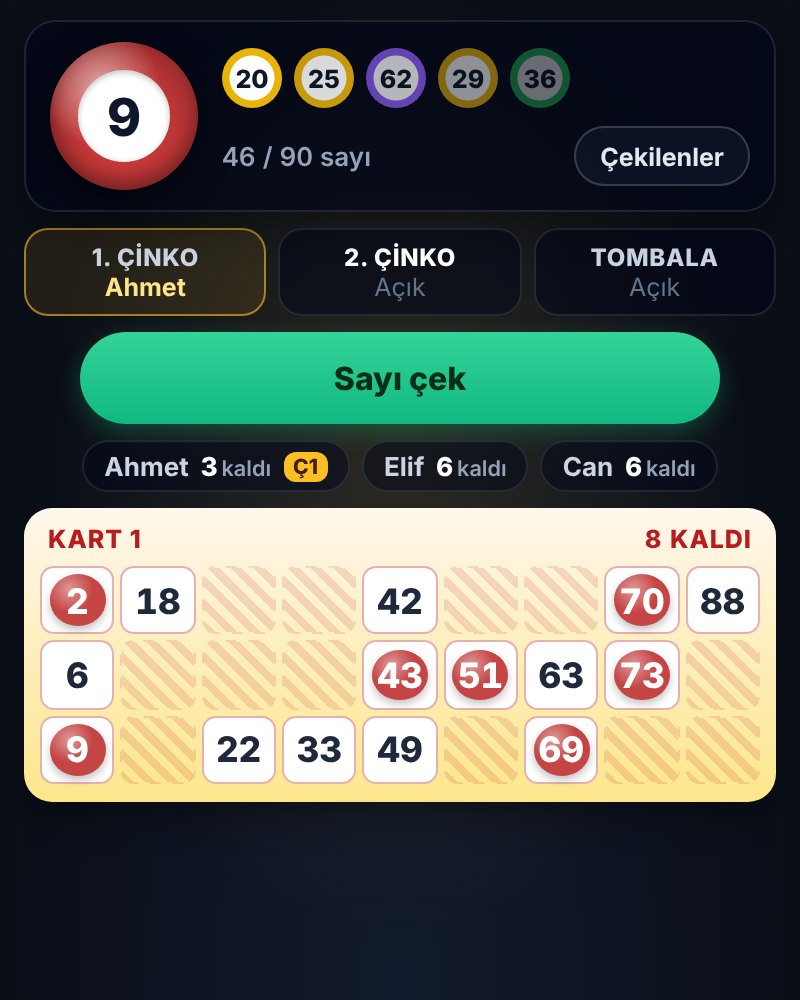 9
20 25 62 29 36
46 / 90 sayı
Çekilenler
1. ÇİNKO
Ahmet
2. ÇİNKO
Açık
TOMBALA
Açık
Sayı çek
Ahmet 3 kaldı Ç1
Elif 6 kaldı
Can 6 kaldı
KART 1
8 KALDI
2 18 42 70 88
6 43 51 63 73
9 22 33 49 69